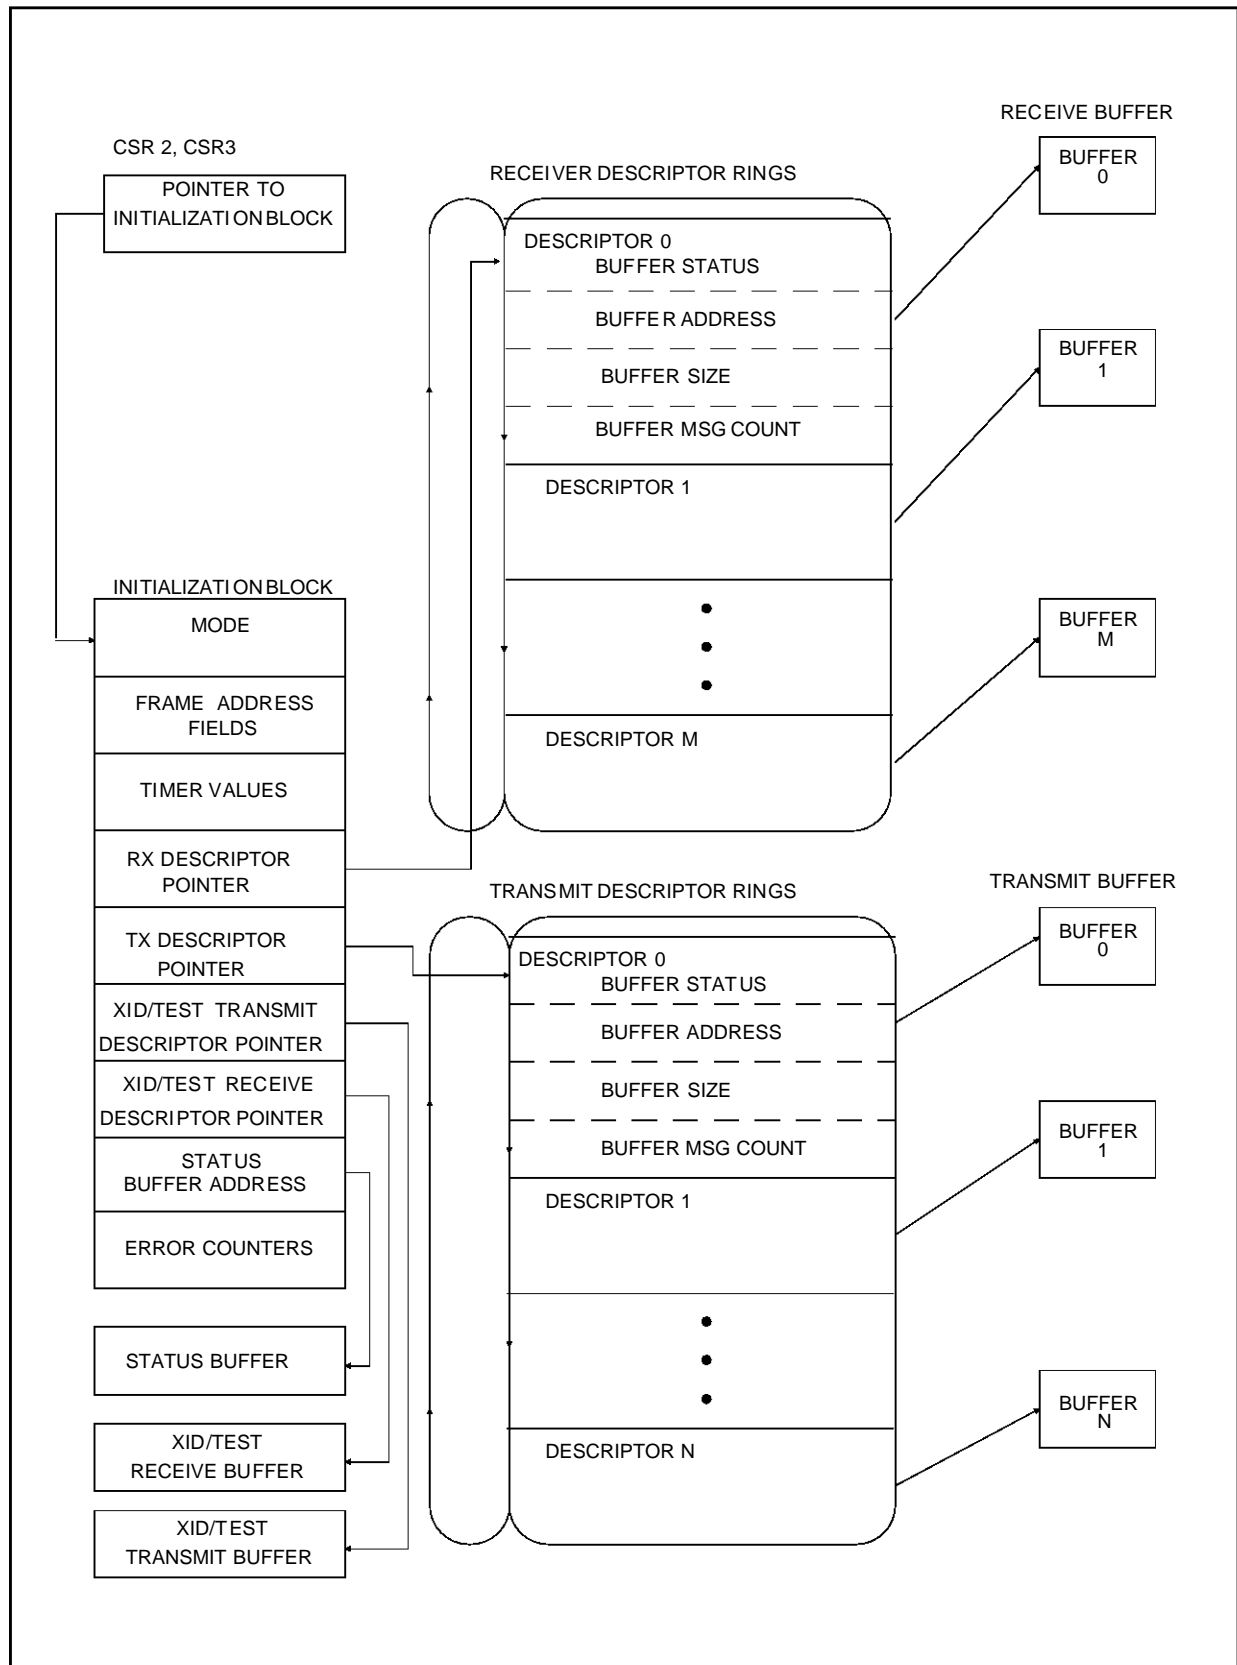 CSR 2, CSR3
POINTER TO
INITIALIZATION BLOCK
INITIALIZATION BLOCK
MODE
FRAME ADDRESS
FIELDS
TIMER VALUES
RX DESCRIPTOR
POINTER
TX DESCRIPTOR
POINTER
XID/TEST TRANSMIT
DESCRIPTOR POINTER
XID/TEST RECEIVE
DESCRIPTOR POINTER
STATUS
BUFFER ADDRESS
ERROR COUNTERS
STATUS BUFFER
XID/TEST
RECEIVE BUFFER
XID/TEST
TRANSMIT BUFFER
RECEIVER DESCRIPTOR RINGS
DESCRIPTOR 0
BUFFER STATUS
BUFFER ADDRESS
BUFFER SIZE
BUFFER MSG COUNT
DESCRIPTOR 1
DESCRIPTOR M
RECEIVE BUFFER
BUFFER
0
BUFFER
1
BUFFER
M
TRANSMIT DESCRIPTOR RINGS
DESCRIPTOR 0
BUFFER STATUS
BUFFER ADDRESS
BUFFER SIZE
BUFFER MSG COUNT
DESCRIPTOR 1
DESCRIPTOR N
TRANSMIT BUFFER
BUFFER
0
BUFFER
1
BUFFER
N